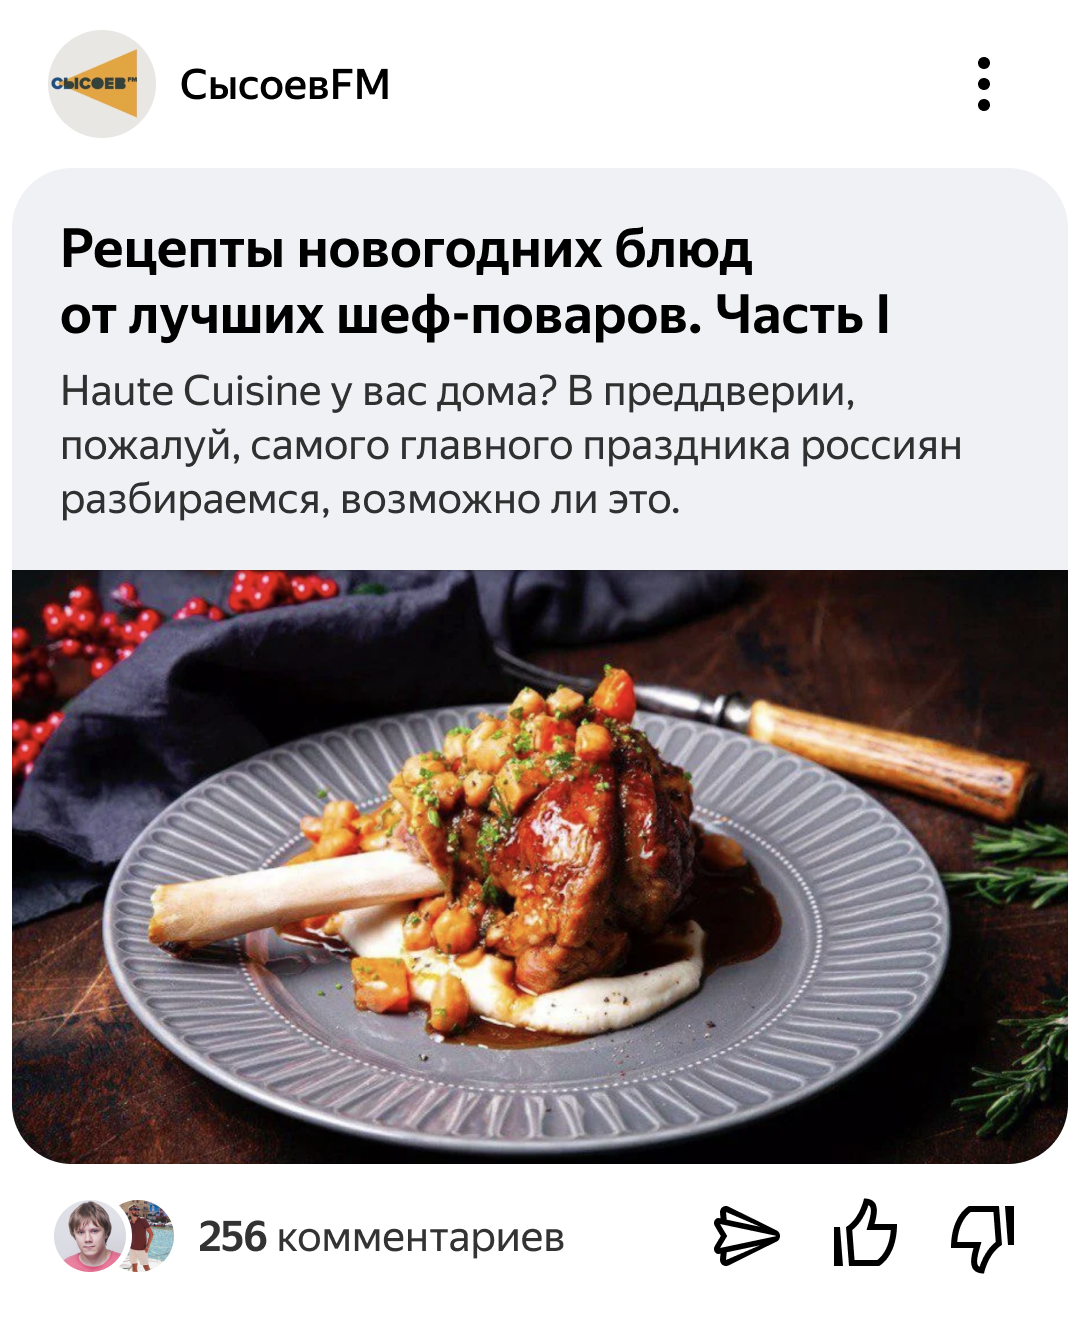 СЫСОЕВ FM
СысоевFM
Рецепты новогодних блюд
от лучших шеф-поваров. Часть I
Haute Cuisine у вас дома? В преддверии,
пожалуй, самого главного праздника россиян
разбираемся, возможно ли это.
256 комментариев